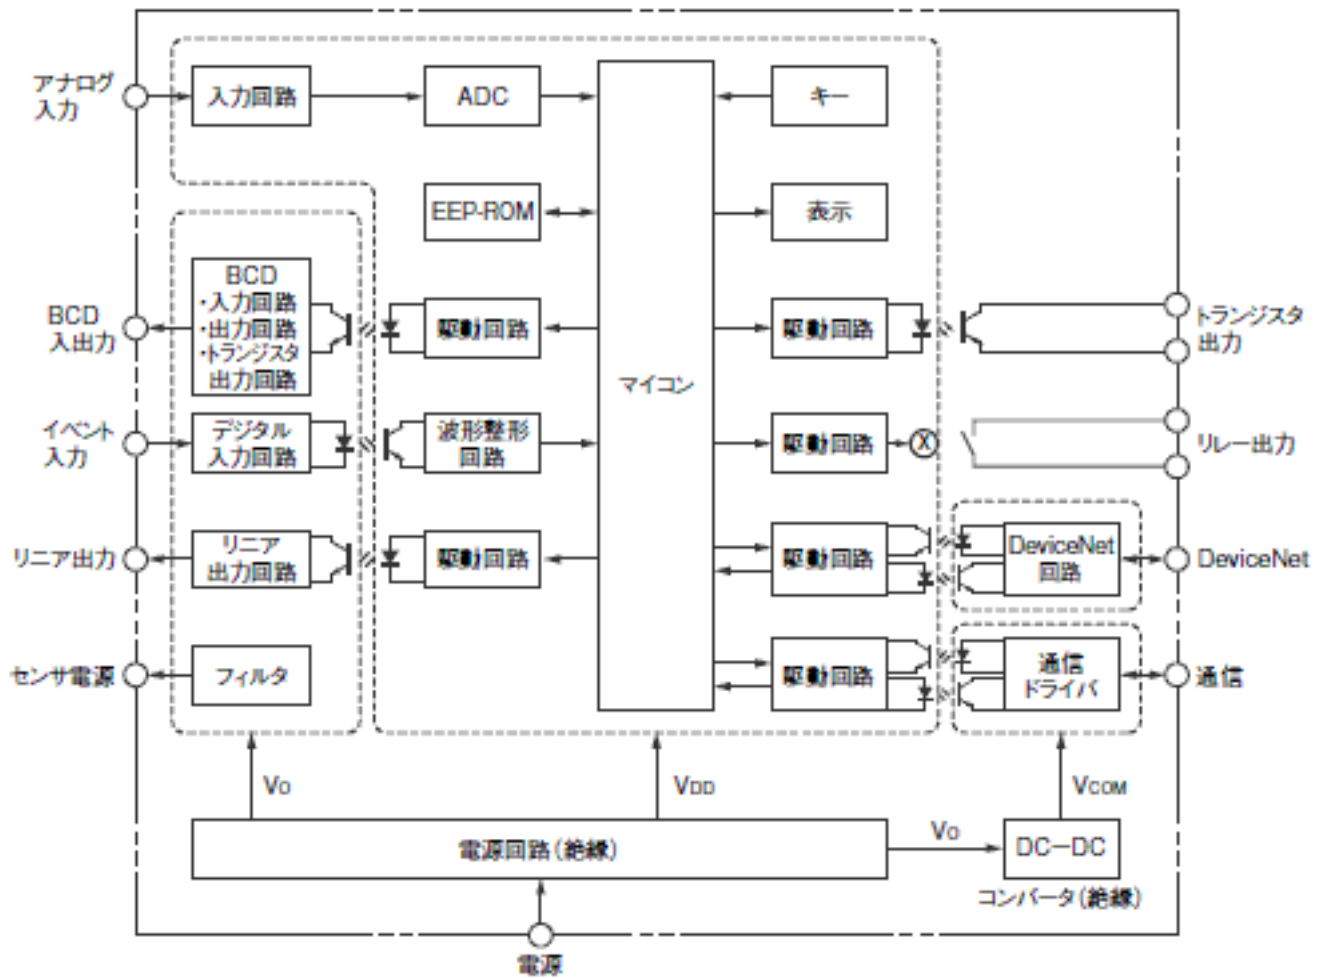 アナログ
入力
入力回路
ADC
キー
EEP-ROM
表示
BCD
入出力
BCD
・入力回路
・出力回路
・トランジスタ
出力回路
駆動回路
マイコン
駆動回路
トランジスタ
出力
イベント
入力
デジタル
入力回路
波形整形
回路
駆動回路
X
リレー出力
リニア出力
リニア
出力回路
駆動回路
駆動回路
DeviceNet
回路
DeviceNet
センサ電源
フィルタ
駆動回路
通信
ドライバ
通信
VO
VDD
VCOM
電源回路(絶縁)
VO
DC−DC
コンバータ(絶縁)
電源